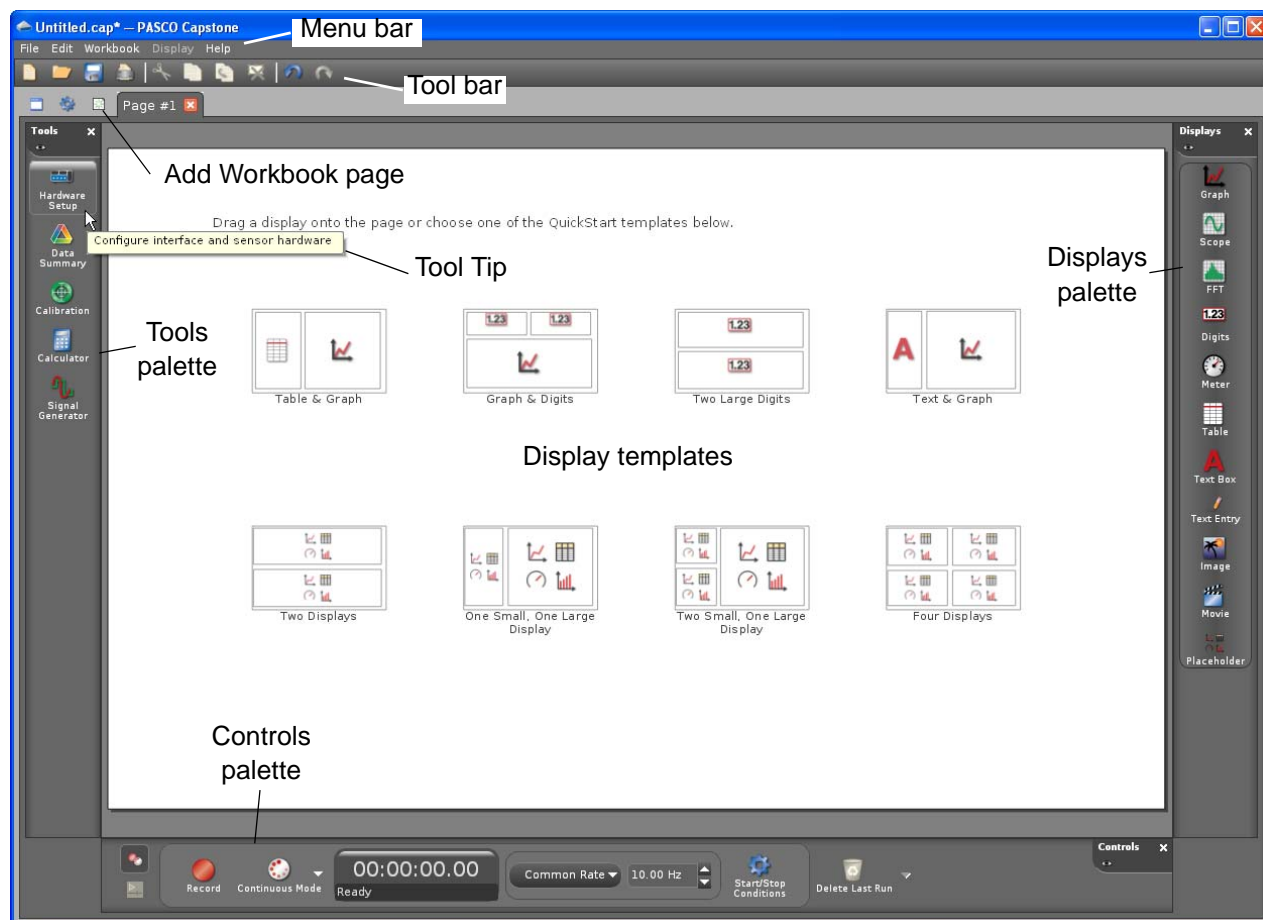 Untitled.cap* — PASCO Capstone
Menu bar
File Edit Workbook Display Help
Tool bar
Page #1
Tools
Displays
Add Workbook page
Hardware
Setup
Drag a display onto the page or choose one of the QuickStart templates below.
Configure interface and sensor hardware
Tool Tip
Data
Summary
Calibration
Calculator
Signal
Generator
Tools
palette
Displays
palette
Graph
Scope
FFT
1.23
Digits
Meter
Table
A
Text Box
Text Entry
Image
Movie
Placeholder
1.23 1.23
1.23
1.23
A
Table & Graph
Graph & Digits
Two Large Digits
Text & Graph
Display templates
Two Displays
One Small, One Large
Display
Two Small, One Large
Display
Four Displays
Controls
palette
Controls
Record
Continuous Mode
00:00:00.00
Ready
Common Rate
10.00 Hz
Start/Stop
Conditions
Delete Last Run